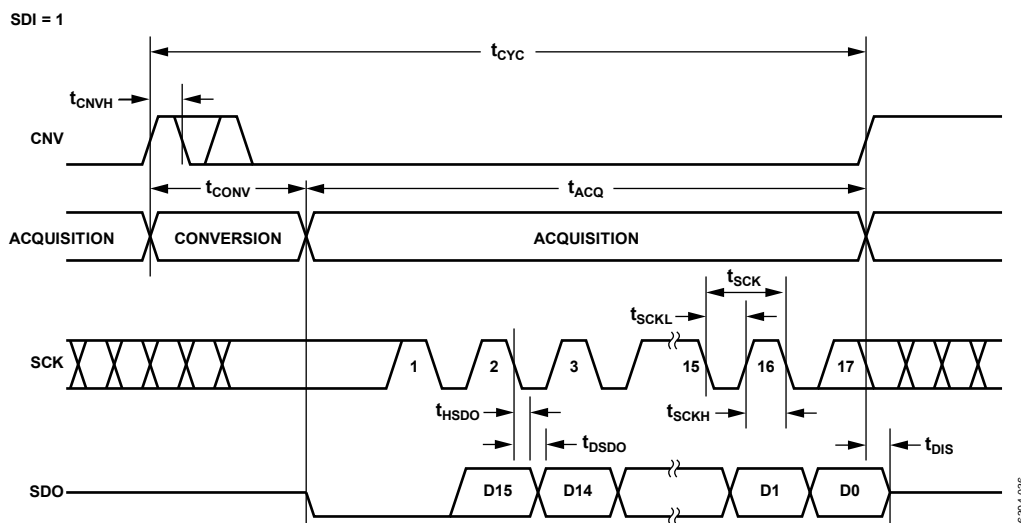 SDI = 1
tCYC
tCNVH
CNV
tCONV
tACQ
ACQUISITION
CONVERSION
ACQUISITION
tSCK
tSCKL
SCK
1
2
3
15
16
17
tHSDO
tSCKH
tDSDO
tDIS
SDO
D15
D14
D1
D0